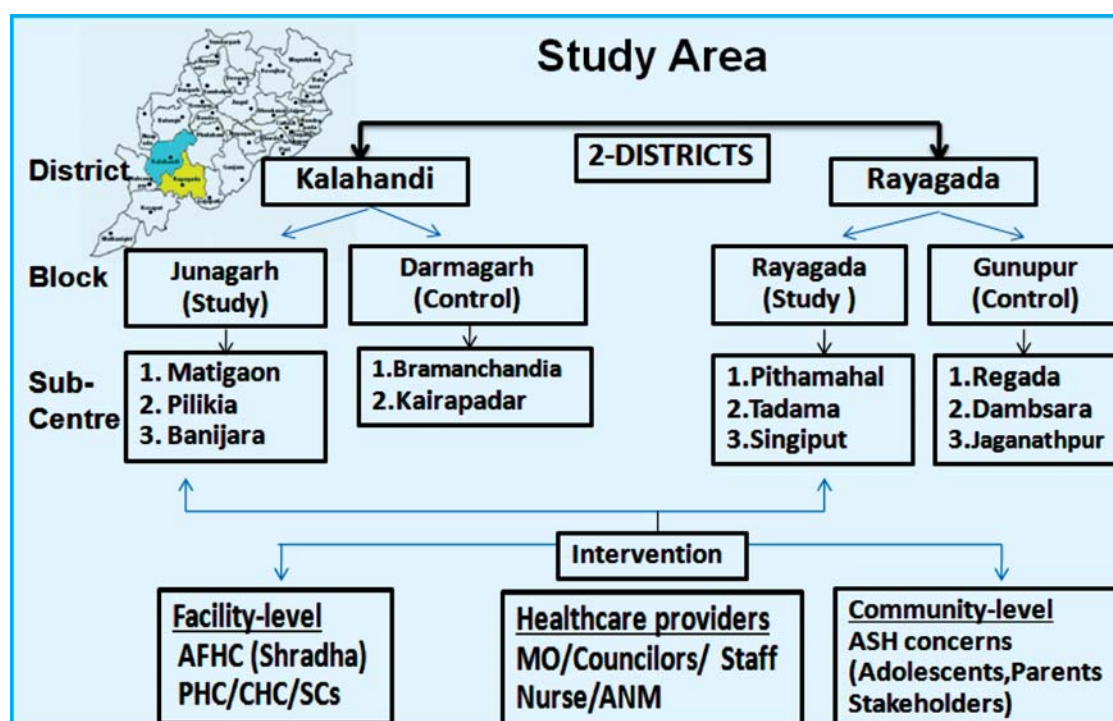 Study Area
District
2-DISTRICTS
Kalahandi
Rayagada
Block
Junagarh
(Study)
Darmagarh
(Control)
Rayagada
(Study )
Gunupur
(Control)
Sub-
Centre
1. Matigaon
2. Pilikia
3. Banijara
1.Bramanchandia
2.Kairapadar
1.Pithamahal
2.Tadama
3.Singiput
1.Regada
2.Dambsara
3.Jaganathpur
Intervention
Facility-level
AFHC (Shradha)
PHC/CHC/SCs
Healthcare providers
MO/Councilors/ Staff
Nurse/ANM
Community-level
ASH concerns
(Adolescents,Parents
Stakeholders)